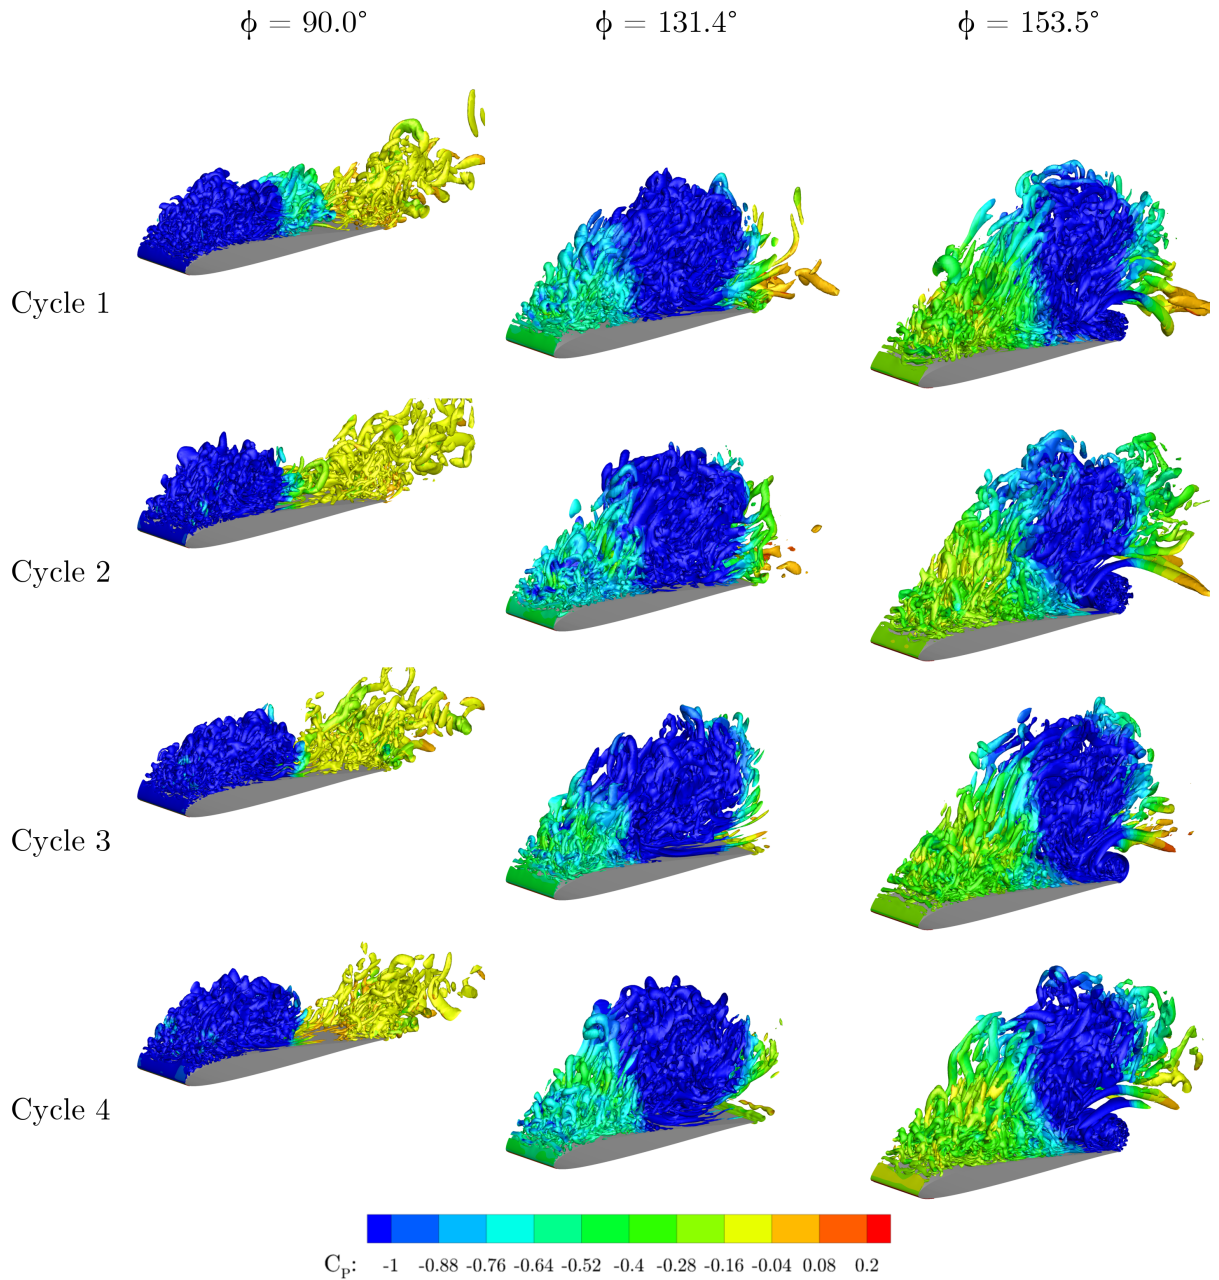 ϕ = 90.0° ϕ = 131.4° ϕ = 153.5°
Cycle 1
Cycle 2
Cycle 3
Cycle 4
C_P: -1 -0.88 -0.76 -0.64 -0.52 -0.4 -0.28 -0.16 -0.04 0.08 0.2